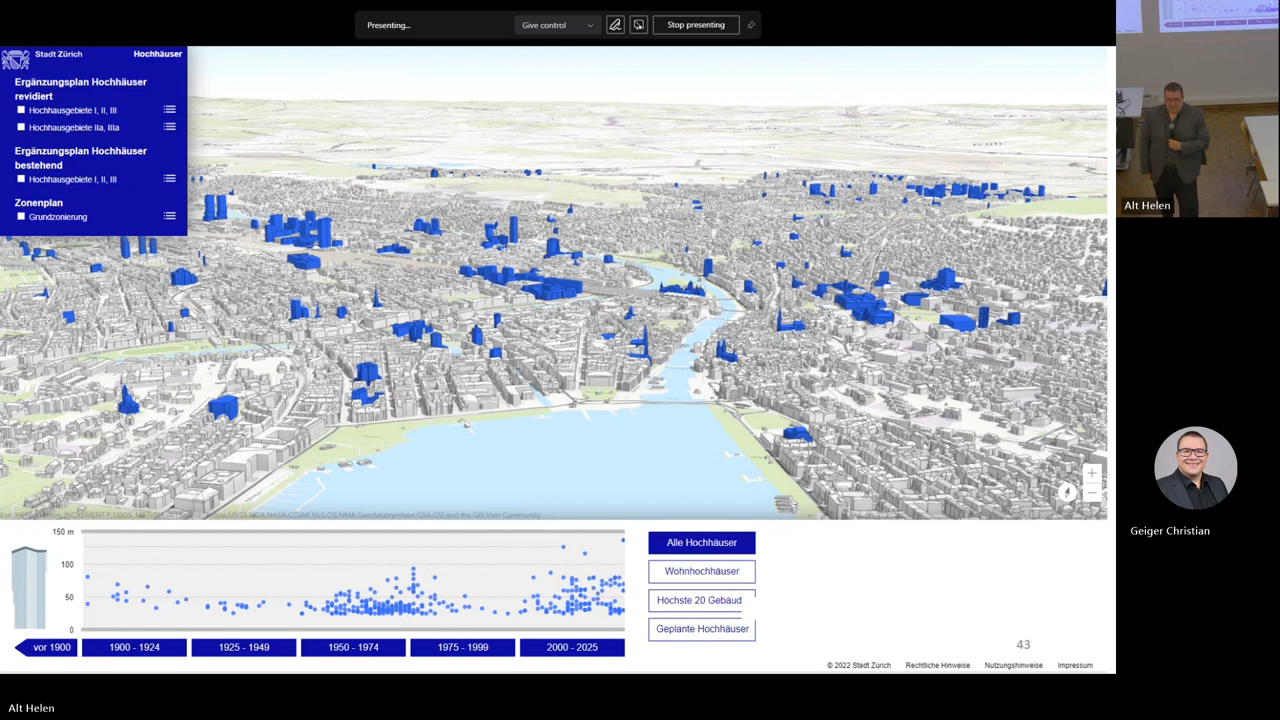 Presenting...
Give control
Stop presenting
Stadt Zürich
Hochhäuser
Ergänzungsplan Hochhäuser
revidiert
Hochhausgebiete I, II, III
Hochhausgebiete IIa, IIIa
Ergänzungsplan Hochhäuser
bestehend
Hochhausgebiete I, II, III
Zonenplan
Grundzonierung
Alt Helen
Geiger Christian
150 m
100
50
0
vor 1900
1900 - 1924
1925 - 1949
1950 - 1974
1975 - 1999
2000 - 2025
Alle Hochhäuser
Wohnhochhäuser
Höchste 20 Gebäud
Geplante Hochhäuser
43
© 2022 Stadt Zürich
Rechtliche Hinweise
Nutzungshinweise
Impressum
Alt Helen